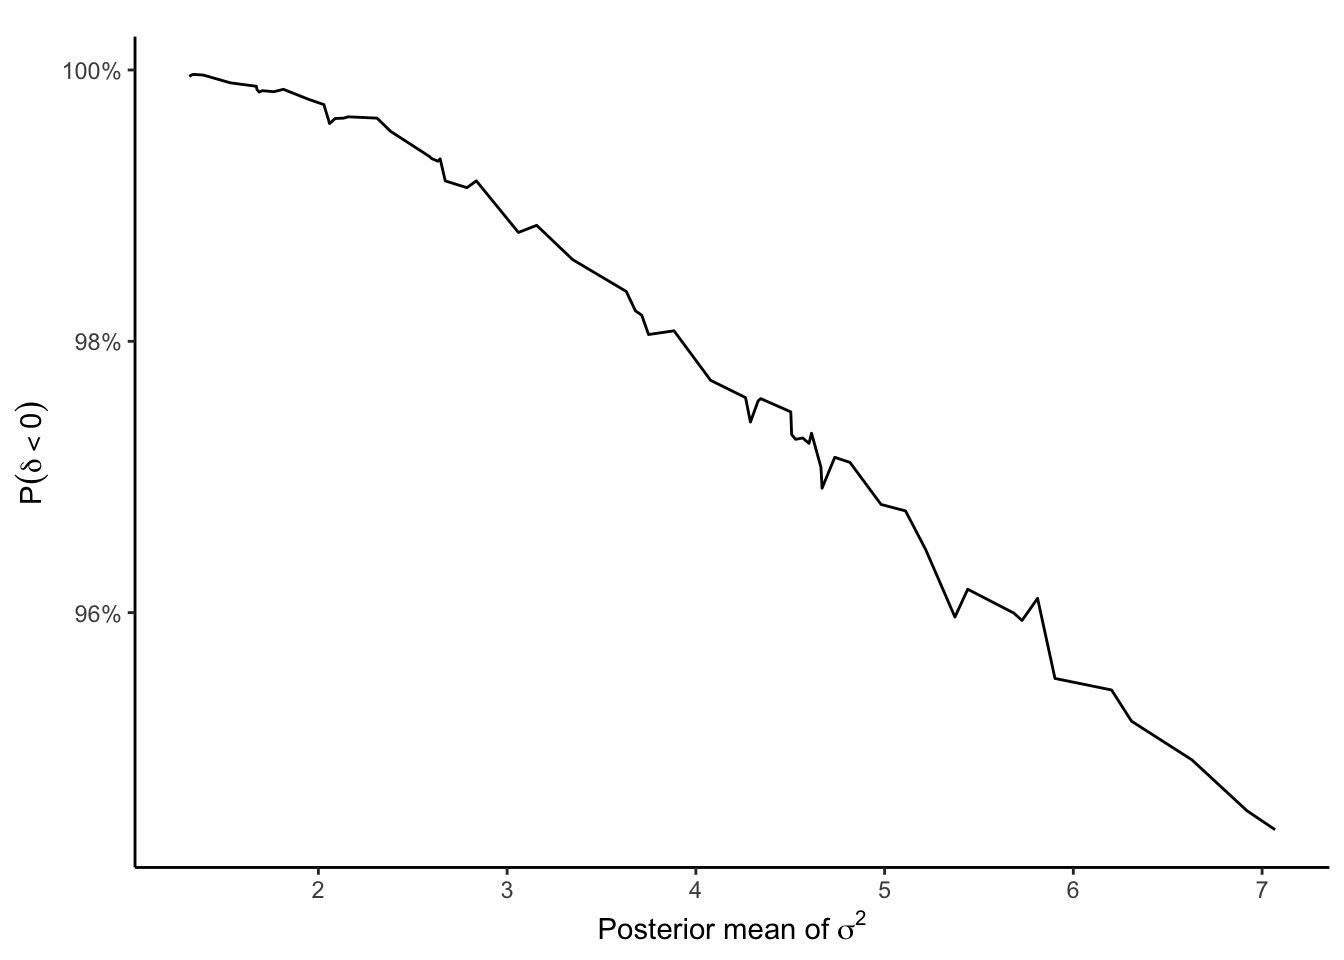 100%
98%
96%
P(δ < 0)
2 3 4 5 6 7
Posterior mean of σ²